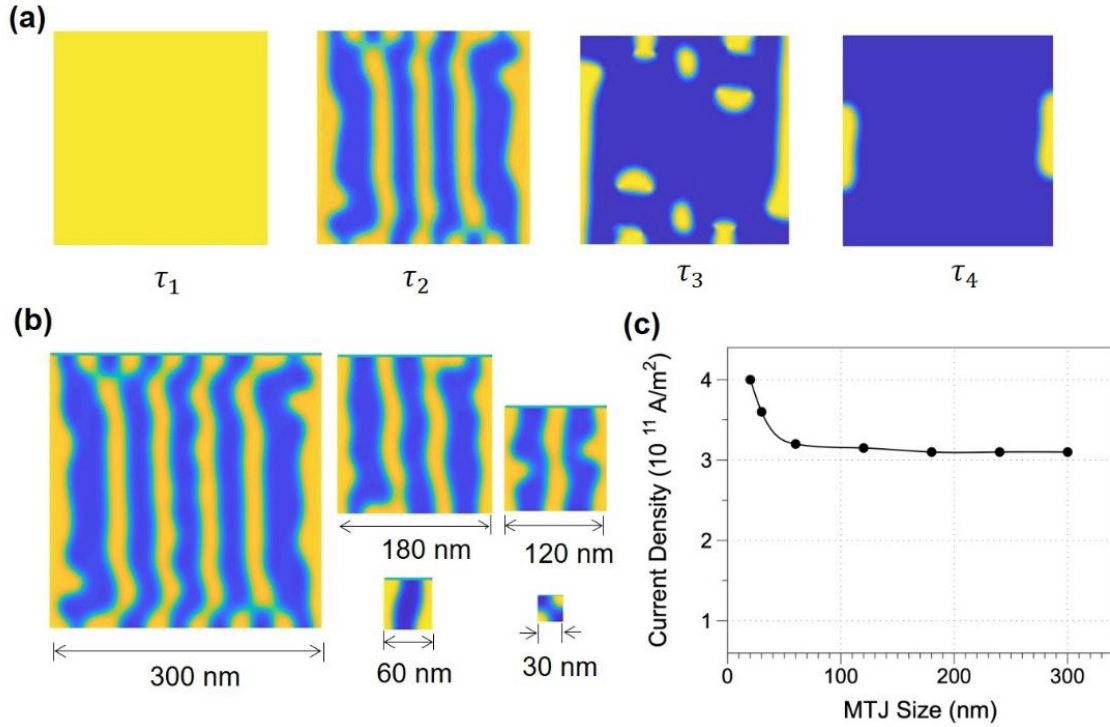 (a)
τ₁ τ₂ τ₃ τ₄
(b)
300 nm
180 nm
120 nm
60 nm
30 nm
(c)
Current Density (10 ¹¹ A/m²)
4
3
2
1
0 100 200 300
MTJ Size (nm)